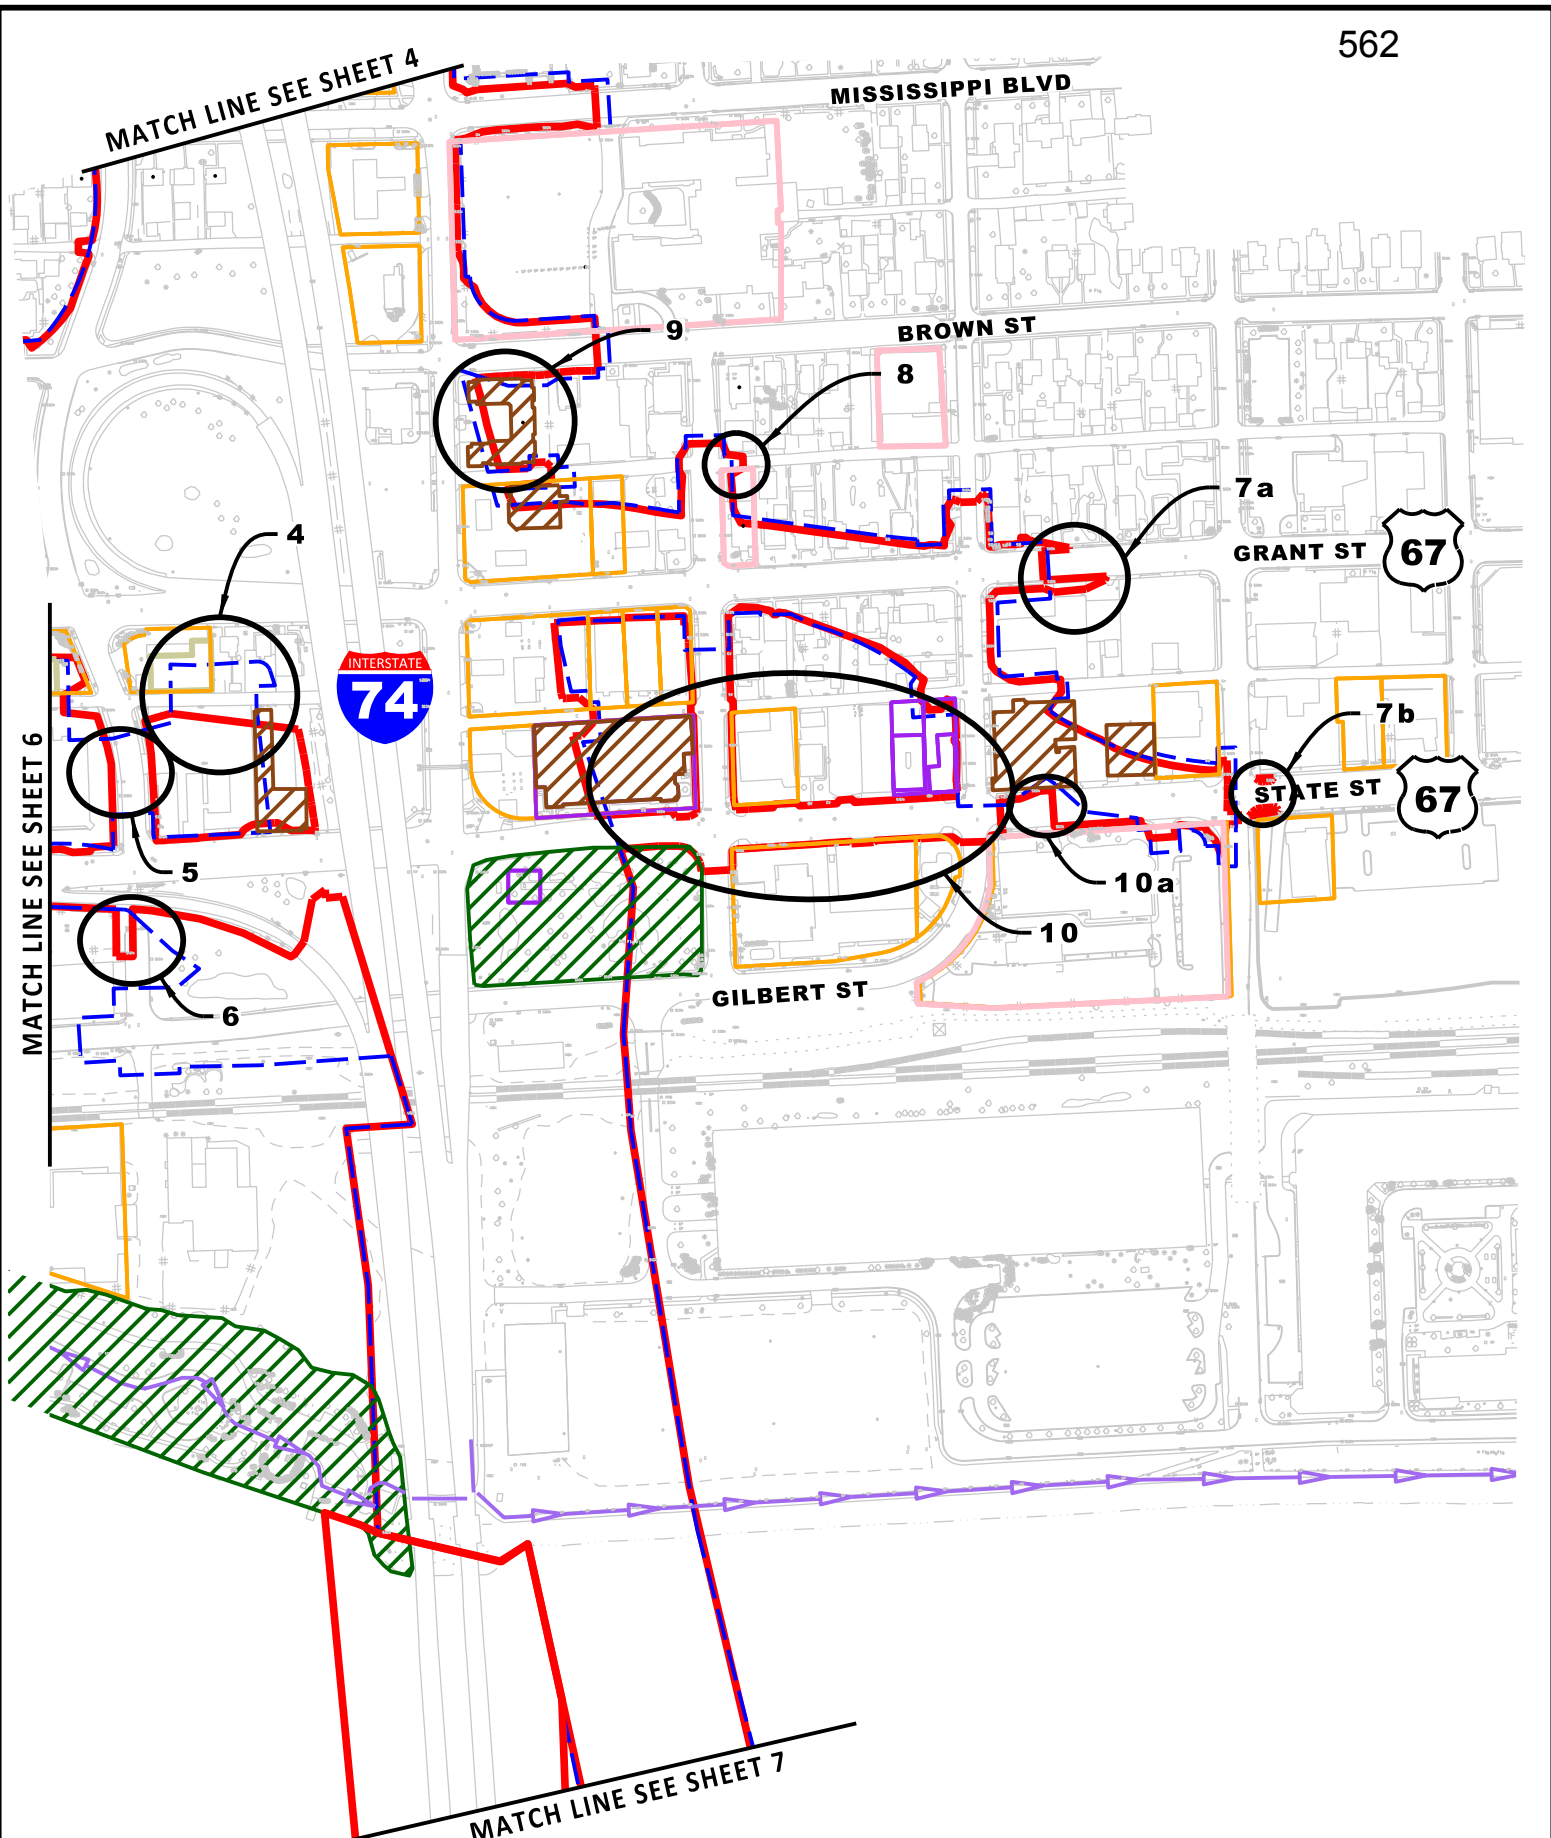 562
MATCH LINE SEE SHEET 4
MISSISSIPPI BLVD
BROWN ST
9
8
7a
GRANT ST
67
4
INTERSTATE
74
7b
STATE ST
67
MATCH LINE SEE SHEET 6
5
10a
10
GILBERT ST
6
MATCH LINE SEE SHEET 7